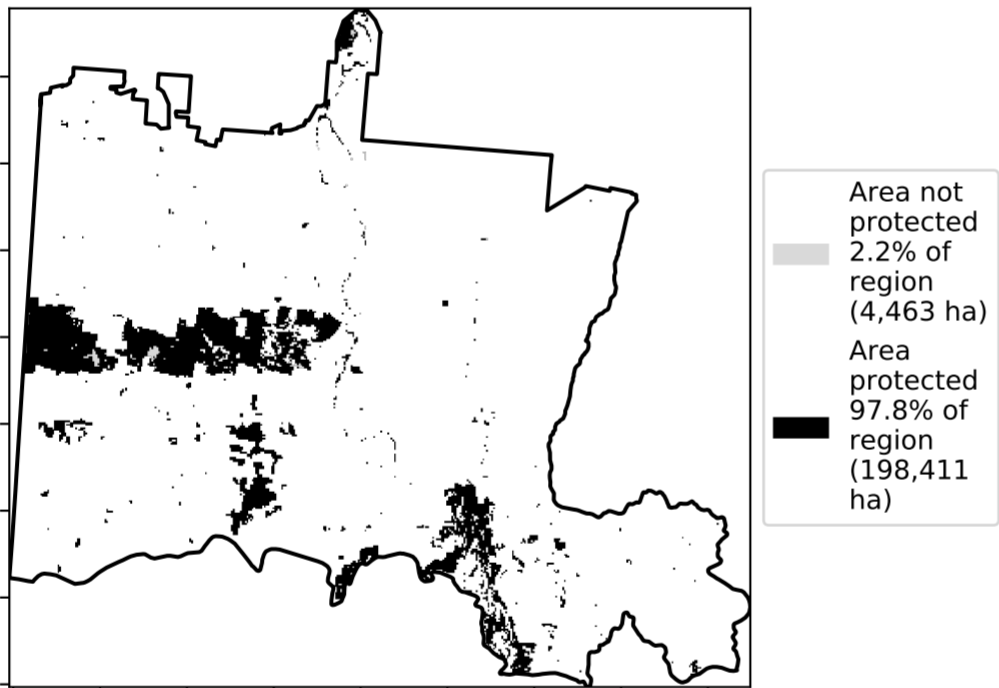 Area not
protected
2.2% of
region
(4,463 ha)
Area
protected
97.8% of
region
(198,411
ha)